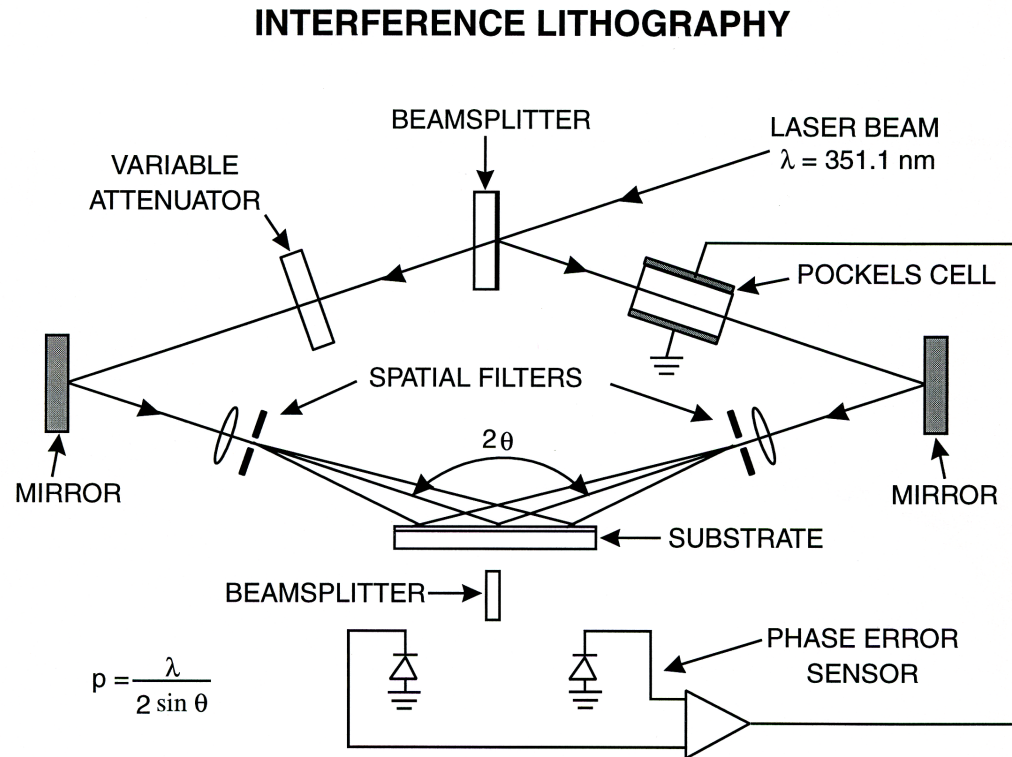 INTERFERENCE LITHOGRAPHY
BEAMSPLITTER
LASER BEAM
λ = 351.1 nm
VARIABLE
ATTENUATOR
POCKELS CELL
SPATIAL FILTERS
2θ
MIRROR
MIRROR
SUBSTRATE
BEAMSPLITTER
PHASE ERROR
SENSOR
p = λ
2 sin θ